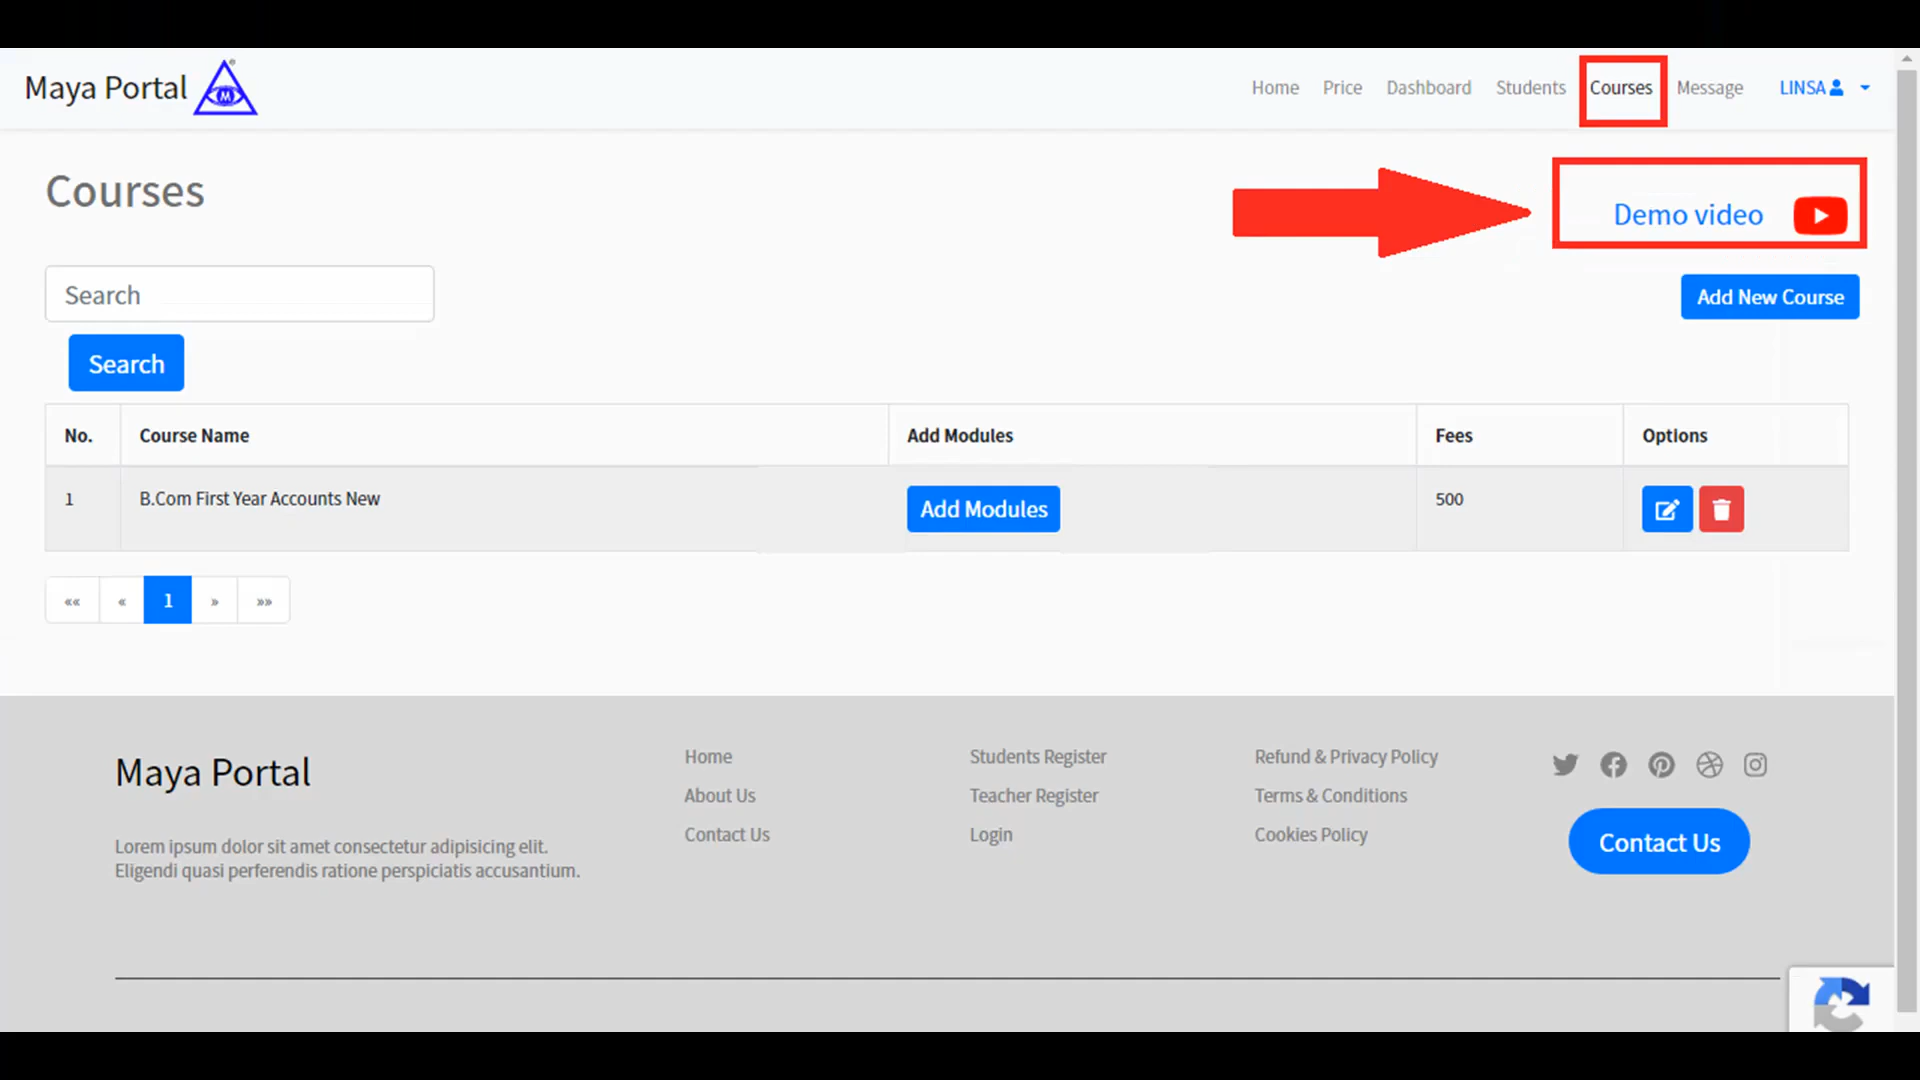 Maya Portal
Home Price Dashboard Students Courses Message LINSA
Courses
Demo video
Search
Add New Course
Search
No. Course Name Add Modules Fees Options
1 B.Com First Year Accounts New Add Modules 500
«« « 1 » »»
Maya Portal
Lorem ipsum dolor sit amet consectetur adipisicing elit.
Eligendi quasi perferendis ratione perspiciatis accusantium.
Home
About Us
Contact Us
Students Register
Teacher Register
Login
Refund & Privacy Policy
Terms & Conditions
Cookies Policy
Contact Us